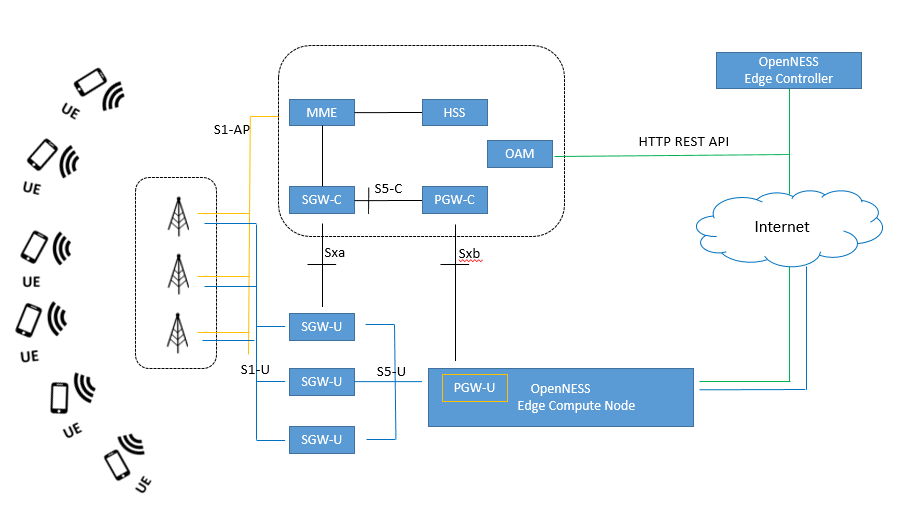 OpenNESS
Edge Controller
UE
MME
HSS
S1-AP
HTTP REST API
OAM
UE
S5-C
SGW-C
PGW-C
Internet
Sxa
Sxb
UE
SGW-U
UE
S1-U
S5-U
SGW-U
PGW-U
OpenNESS
Edge Compute Node
UE
SGW-U
UE